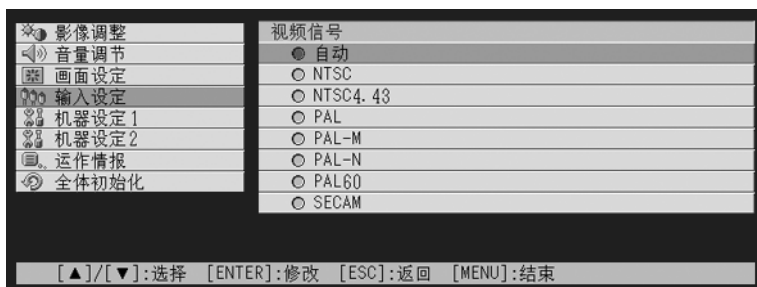 影像调整
音量调节
画面设定
输入设定
机器设定1
机器设定2
运作情报
全体初始化
视频信号
自动
NTSC
NTSC4.43
PAL
PAL-M
PAL-N
PAL60
SECAM
[▲]/[▼]:选择 [ENTER]:修改 [ESC]:返回 [MENU]:结束